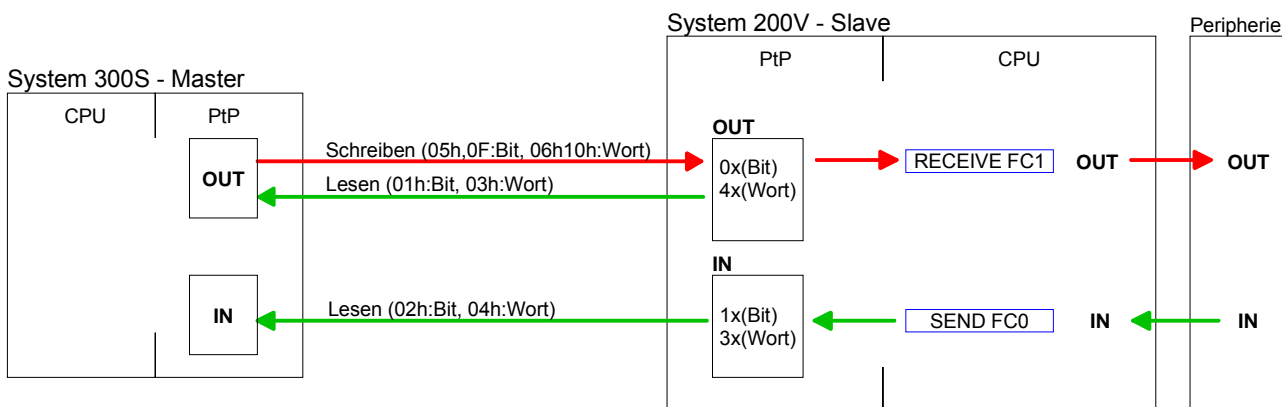 System 200V - Slave
Peripherie
PtP
CPU
System 300S - Master
CPU
PtP
OUT
Schreiben (05h,0F:Bit, 06h10h:Wort)
OUT
0x(Bit)
4x(Wort)
RECEIVE FC1
OUT
OUT
Lesen (01h:Bit, 03h:Wort)
IN
IN
Lesen (02h:Bit, 04h:Wort)
1x(Bit)
3x(Wort)
SEND FC0
IN
IN